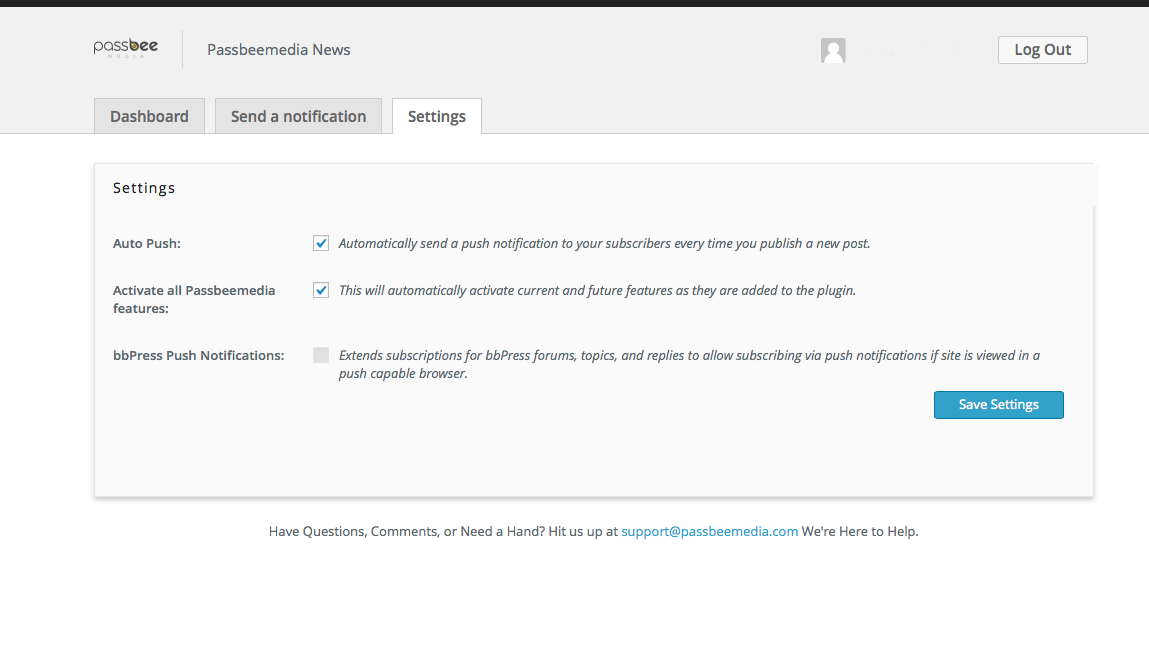 passbee
MEDIA
Passbeemedia News
Log Out
Dashboard
Send a notification
Settings
Settings
Auto Push:
Automatically send a push notification to your subscribers every time you publish a new post.
Activate all Passbeemedia
features:
This will automatically activate current and future features as they are added to the plugin.
bbPress Push Notifications:
Extends subscriptions for bbPress forums, topics, and replies to allow subscribing via push notifications if site is viewed in a
push capable browser.
Save Settings
Have Questions, Comments, or Need a Hand? Hit us up at support@passbeemedia.com We're Here to Help.